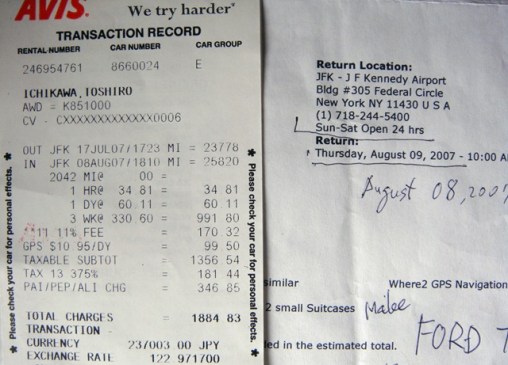 AVIS. We try harder
TRANSACTION RECORD
RENTAL NUMBER CAR NUMBER CAR GROUP
246954761 8660024 E
ICHIKAWA,TOSHIRO
AWD = K851000
CV - CXXXXXXXXXXXX0006
OUT JFK 17JUL07/1723 MI = 23778
IN JFK 08AUG07/1810 MI = 25820
2042 MI@ 00 =
1 HR@ 34 81 = 34 81
1 DY@ 60 11 = 60 11
3 WK@ 330 60 = 991 80
11% FEE = 170 32
GPS $10 95/DY = 99 50
TAXABLE SUBTOT = 1356 54
TAX 13 375% = 181 44
PAI/PEP/ALI CHG = 346 85
TOTAL CHARGES = 1884 83
TRANSACTION
CURRENCY 237003 00 JPY
EXCHANGE RATE 122 971700
★ Please check your car for personal effects. ★
★ Please check your car for personal effects. ★
Return Location:
JFK - J F Kennedy Airport
Bldg #305 Federal Circle
New York NY 11430 U S A
(1) 718-244-5400
Sun-Sat Open 24 hrs
Return:
Thursday, August 09, 2007 - 10:00 A
August 08, 2007
similar Where2 GPS Navigation
2 small Suitcases
ed in the estimated total.
FORD T